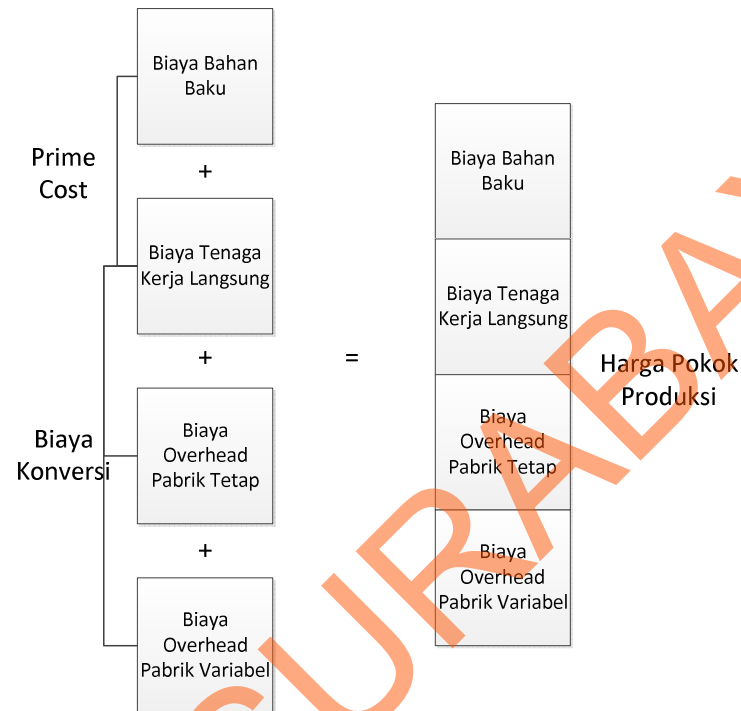 Biaya Bahan
Baku
Prime
Cost
+
Biaya Tenaga
Kerja Langsung
+
Biaya
Konversi
Biaya
Overhead
Pabrik Tetap
+
Biaya
Overhead
Pabrik Variabel
=
Biaya Bahan
Baku
Biaya Tenaga
Kerja Langsung
Biaya
Overhead
Pabrik Tetap
Biaya
Overhead
Pabrik Variabel
Harga Pokok
Produksi
SURABAY